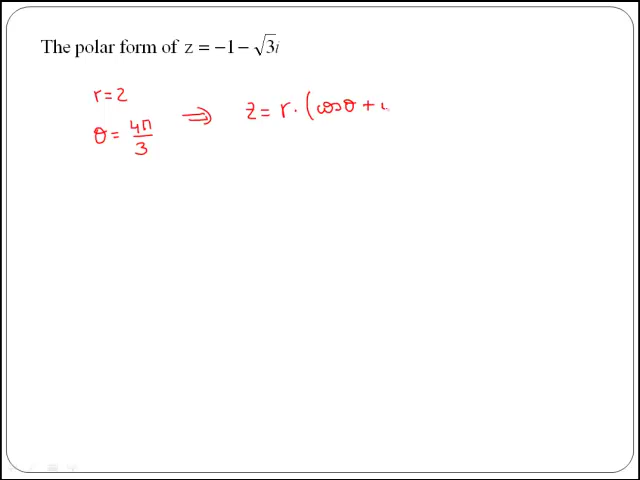 The polar form of z = −1 − √3i
r = 2
θ = 4π/3 ⇒ z = r · (cosθ + i